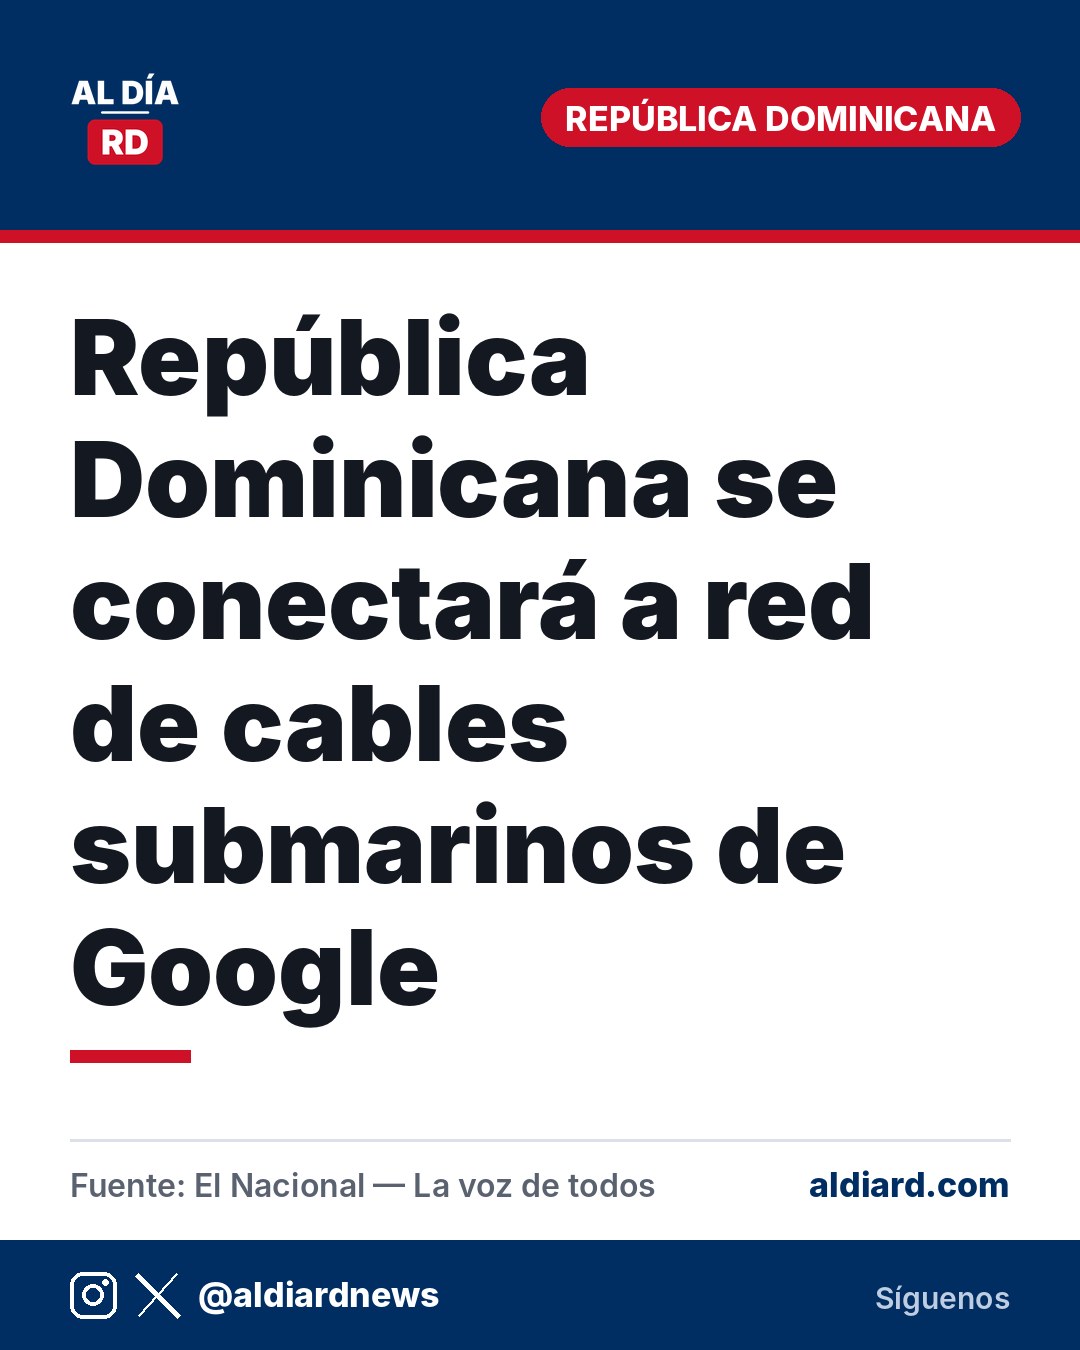 AL DÍA
RD
REPÚBLICA DOMINICANA
República
Dominicana se
conectará a red
de cables
submarinos de
Google
Fuente: El Nacional — La voz de todos
aldiard.com
@aldiardnews
Síguenos